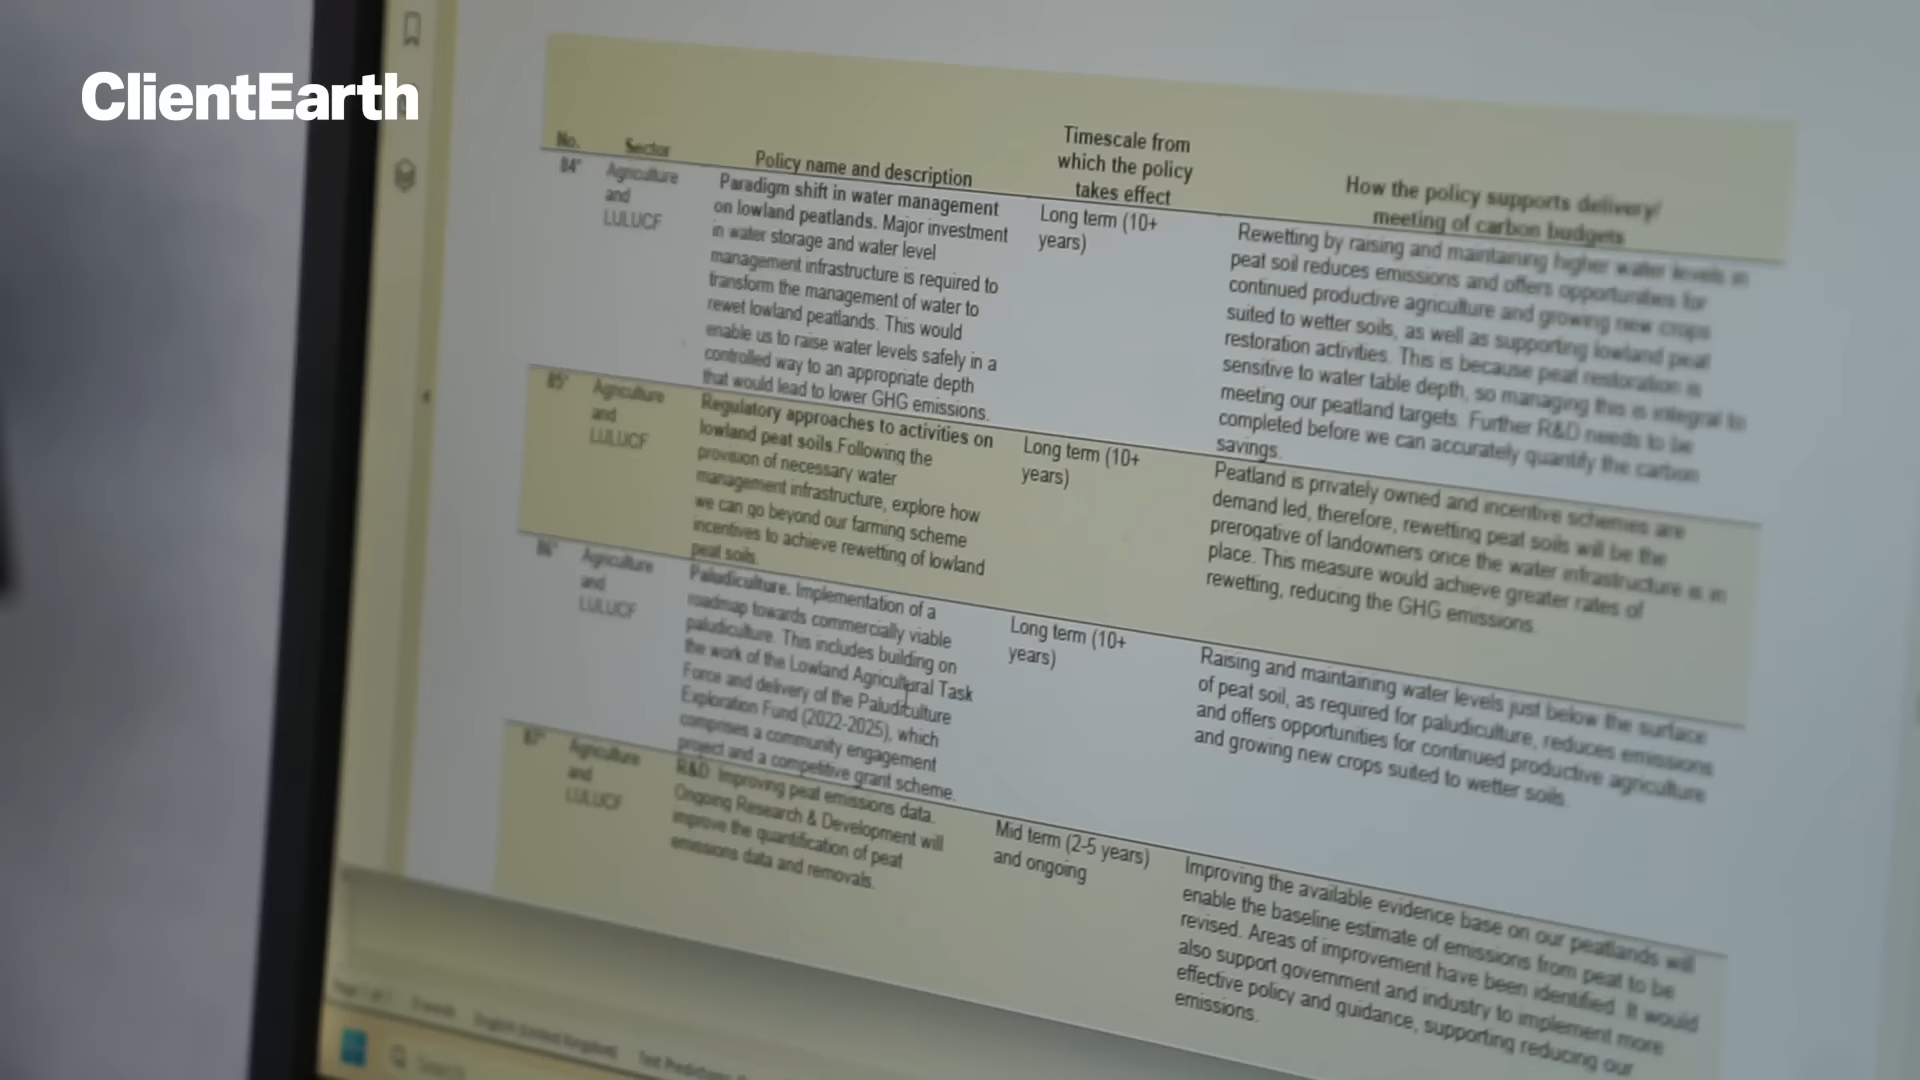 ClientEarth
No.
Sector
Policy name and description
Timescale from
which the policy
takes effect
How the policy supports delivery/
meeting of carbon budgets
84*
Agriculture
and
LULUCF
Paradigm shift in water management
on lowland peatlands. Major investment
in water storage and water level
management infrastructure is required to
transform the management of water to
rewet lowland peatlands. This would
enable us to raise water levels safely in a
controlled way to an appropriate depth
that would lead to lower GHG emissions.
Long term (10+
years)
Rewetting by raising and maintaining higher water levels in
peat soil reduces emissions and offers opportunities for
continued productive agriculture and growing new crops
suited to wetter soils, as well as supporting lowland peat
restoration activities. This is because peat restoration is
sensitive to water table depth, so managing this is integral to
meeting our peatland targets. Further R&D needs to be
completed before we can accurately quantify the carbon
savings.
85*
Agriculture
and
LULUCF
Regulatory approaches to activities on
lowland peat soils.Following the
provision of necessary water
management infrastructure, explore how
we can go beyond our farming scheme
incentives to achieve rewetting of lowland
peat soils.
Long term (10+
years)
Peatland is privately owned and incentive schemes are
demand led, therefore, rewetting peat soils will be the
prerogative of landowners once the water infrastructure is in
place. This measure would achieve greater rates of
rewetting, reducing the GHG emissions.
86*
Agriculture
and
LULUCF
Paludiculture. Implementation of a
roadmap towards commercially viable
paludiculture. This includes building on
the work of the Lowland Agricultural Task
Force and delivery of the Paludiculture
Exploration Fund (2022-2025), which
comprises a community engagement
project and a competitive grant scheme.
Long term (10+
years)
Raising and maintaining water levels just below the surface
of peat soil, as required for paludiculture, reduces emissions
and offers opportunities for continued productive agriculture
and growing new crops suited to wetter soils.
87*
Agriculture
and
LULUCF
R&D. Improving peat emissions data.
Ongoing Research & Development will
improve the quantification of peat
emissions data and removals.
Mid term (2-5 years)
and ongoing
Improving the available evidence base on our peatlands will
enable the baseline estimate of emissions from peat to be
revised. Areas of improvement have been identified. It would
also support government and industry to implement more
effective policy and guidance, supporting reducing our
emissions.
English (United Kingdom)
Text Predictions:
Search